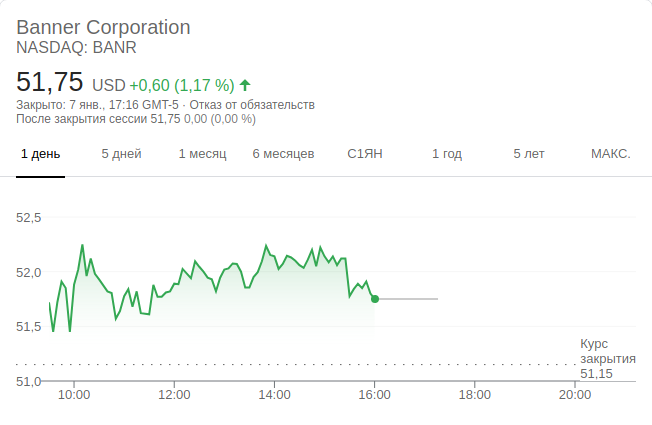 Banner Corporation
NASDAQ: BANR
51,75 USD +0,60 (1,17 %)
Закрыто: 7 янв., 17:16 GMT-5 · Отказ от обязательств
После закрытия сессии 51,75 0,00 (0,00 %)
1 день 5 дней 1 месяц 6 месяцев С1ЯН 1 год 5 лет МАКС.
52,5
52,0
51,5
Курс
закрытия
51,15
51,0
10:00 12:00 14:00 16:00 18:00 20:00